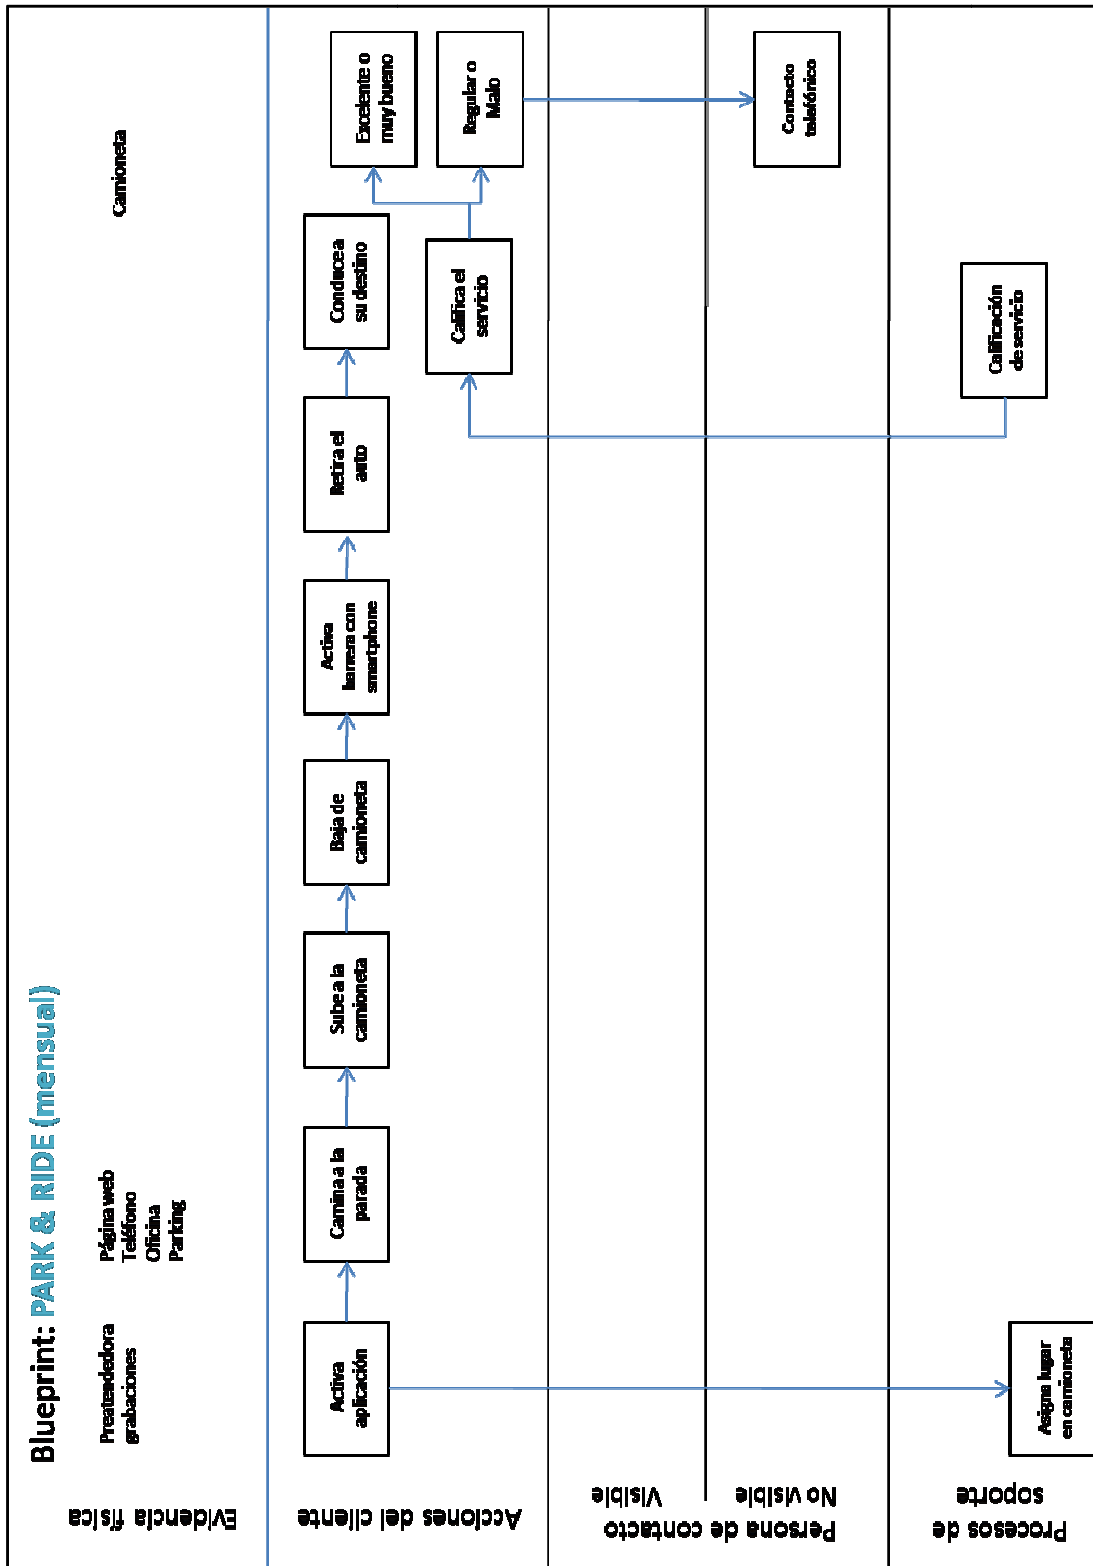 Blueprint: PARK & RIDE (mensual)
Evidencia física
Preatendedora
grabaciones
Página web
Teléfono
Oficina
Parking
Camioneta
Acciones del cliente
Activa
aplicación
Camina a la
parada
Sube a la
camioneta
Baja de
camioneta
Activa
barrera con
smartphone
Retira el
auto
Conduce a
su destino
Califica el
servicio
Excelente o
muy bueno
Regular o
Malo
Persona de contacto
Visible
No visible
Contacto
telefónico
Procesos de
soporte
Asigna lugar
en camioneta
Calificación
de servicio